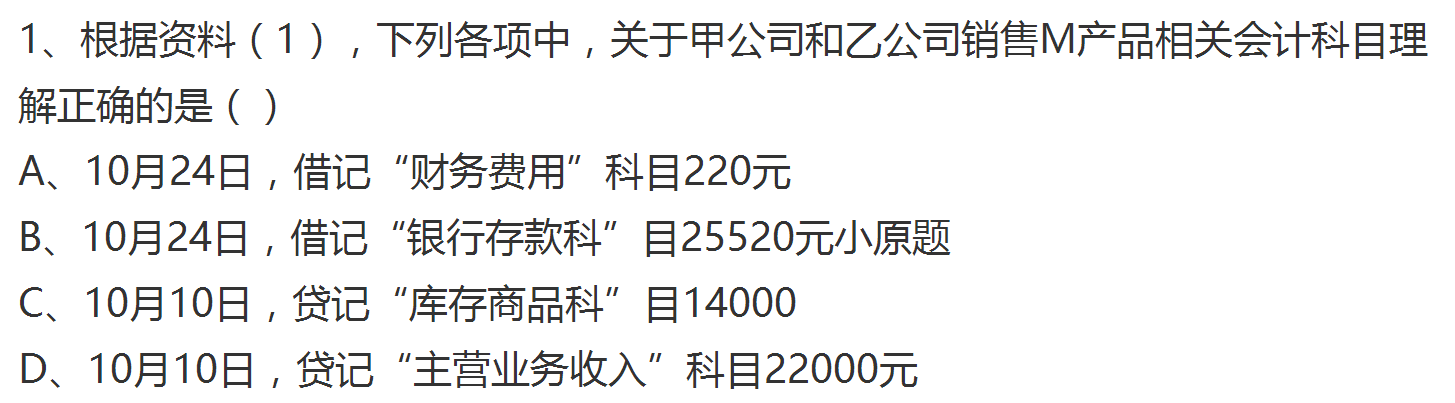 1、根据资料（1），下列各项中，关于甲公司和乙公司销售M产品相关会计科目理
解正确的是（ ）
A、10月24日，借记“财务费用”科目220元
B、10月24日，借记“银行存款科”目25520元小原题
C、10月10日，贷记“库存商品科”目14000
D、10月10日，贷记“主营业务收入”科目22000元